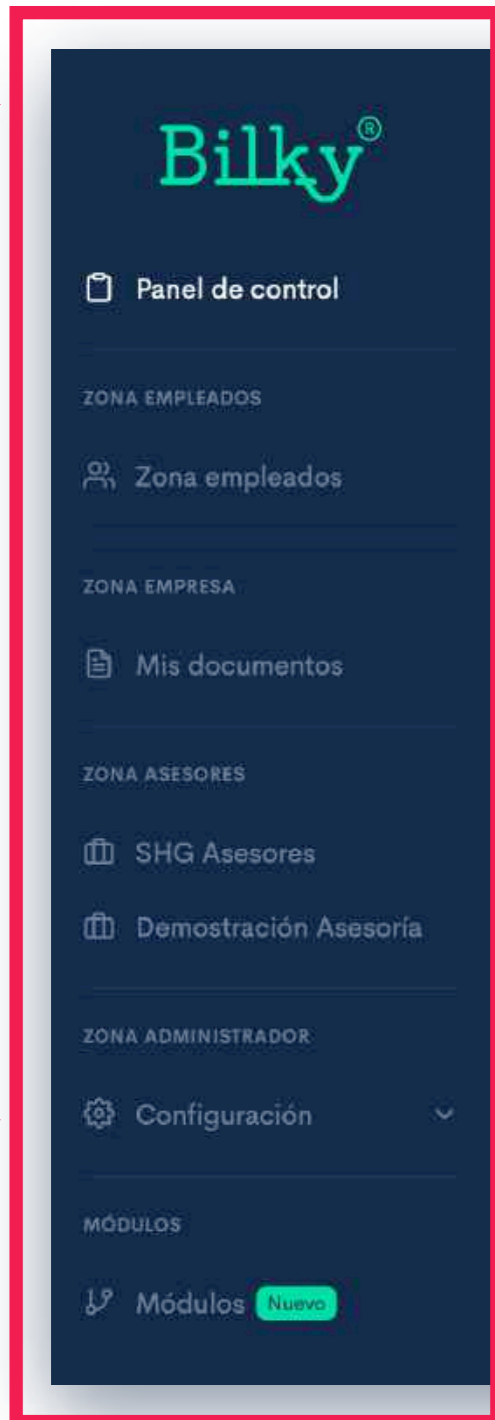 Bilky®
Panel de control
ZONA EMPLEADOS
Zona empleados
ZONA EMPRESA
Mis documentos
ZONA ASESORES
SHG Asesores
Demostración Asesoría
ZONA ADMINISTRADOR
Configuración
MÓDULOS
Módulos Nuevo